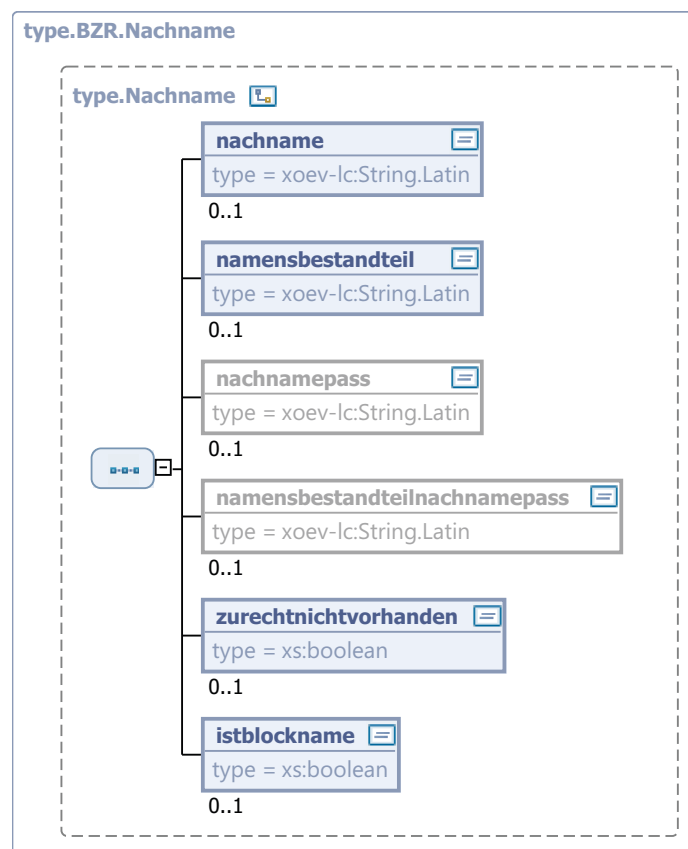 type.BZR.Nachname
type.Nachname
nachname
type = xoev-lc:String.Latin
0..1
namensbestandteil
type = xoev-lc:String.Latin
0..1
nachnamepass
type = xoev-lc:String.Latin
0..1
namensbestandteilnachnamepass
type = xoev-lc:String.Latin
0..1
zurechtnichtvorhanden
type = xs:boolean
0..1
istblockname
type = xs:boolean
0..1